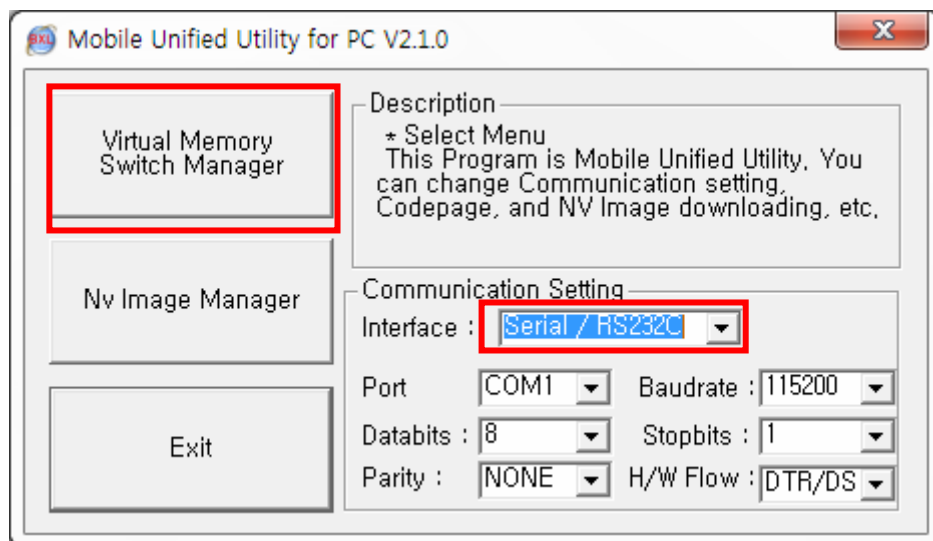 BXL Mobile Unified Utility for PC V2.1.0
Virtual Memory
Switch Manager
Nv Image Manager
Exit
Description
* Select Menu
This Program is Mobile Unified Utility, You
can change Communication setting,
Codepage, and NV Image downloading, etc,
Communication Setting
Interface : Serial / RS232C
Port COM1 Baudrate : 115200
Databits : 8 Stopbits : 1
Parity : NONE H/W Flow : DTR/DS